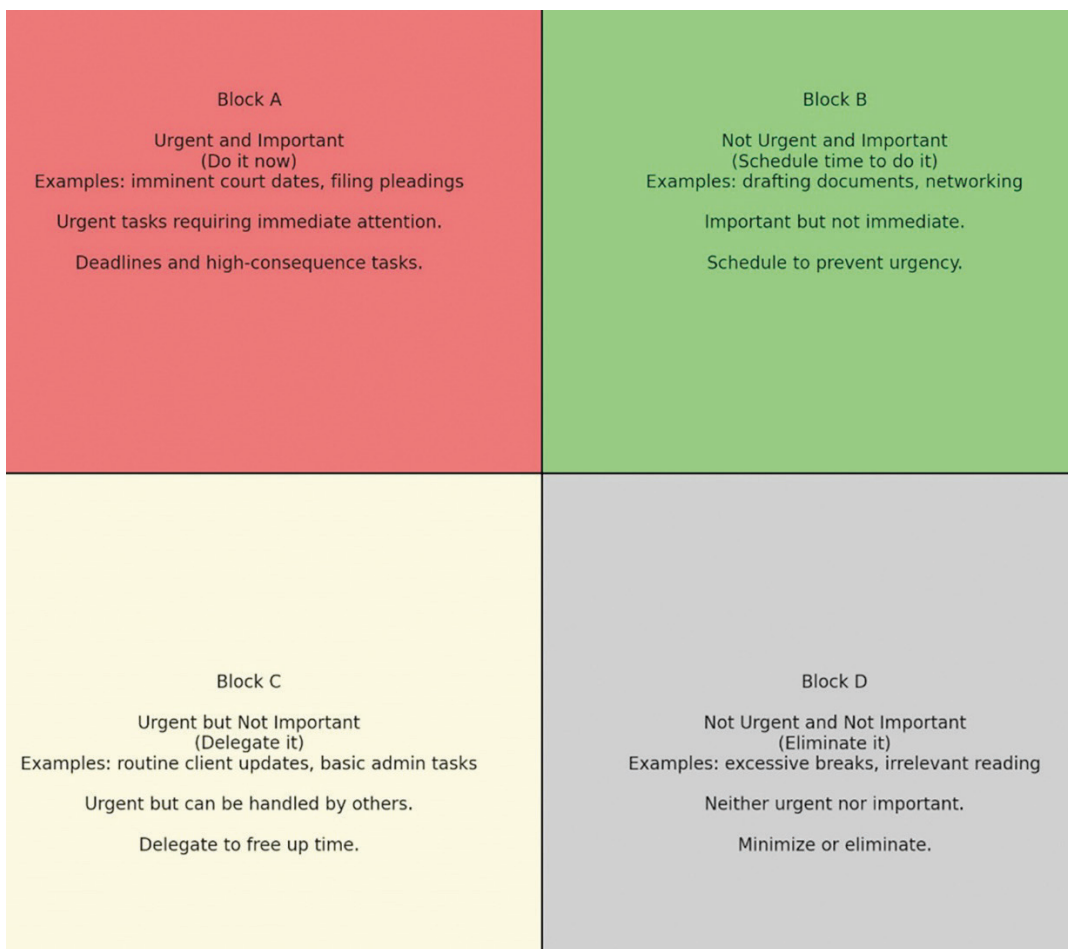 Block A
Urgent and Important
(Do it now)
Examples: imminent court dates, filing pleadings
Urgent tasks requiring immediate attention.
Deadlines and high-consequence tasks.
Block B
Not Urgent and Important
(Schedule time to do it)
Examples: drafting documents, networking
Important but not immediate.
Schedule to prevent urgency.
Block C
Urgent but Not Important
(Delegate it)
Examples: routine client updates, basic admin tasks
Urgent but can be handled by others.
Delegate to free up time.
Block D
Not Urgent and Not Important
(Eliminate it)
Examples: excessive breaks, irrelevant reading
Neither urgent nor important.
Minimize or eliminate.